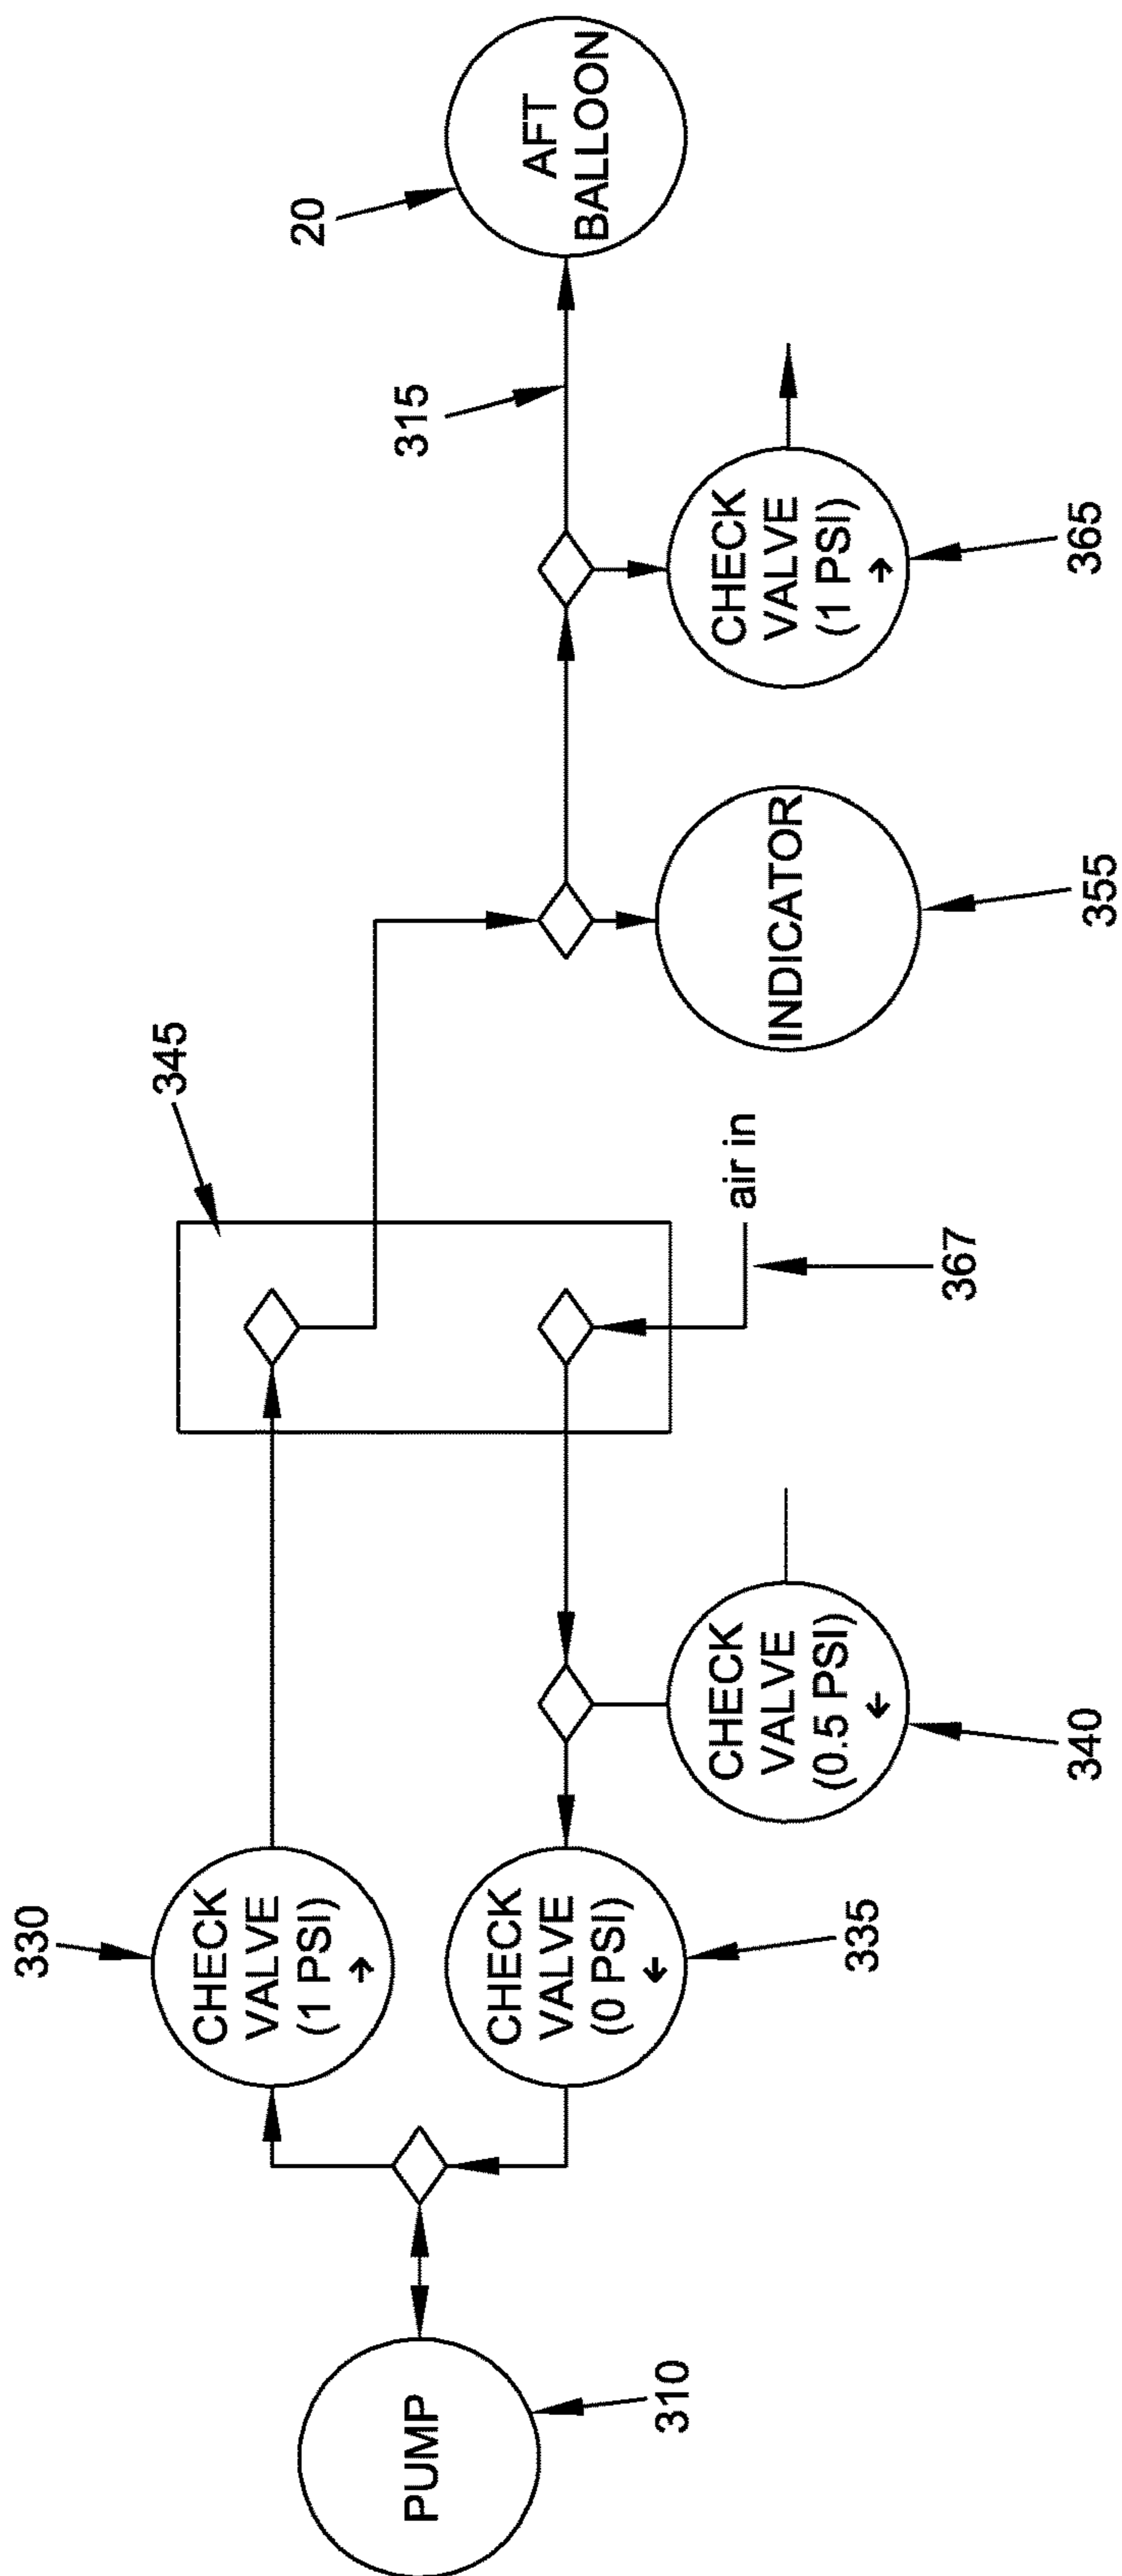 330
CHECK
VALVE
(1 PSI)
345
20
AFT
BALLOON
315
PUMP
310
CHECK
VALVE
(0 PSI)
335
CHECK
VALVE
(0.5 PSI)
340
air in
367
INDICATOR
355
CHECK
VALVE
(1 PSI)
365